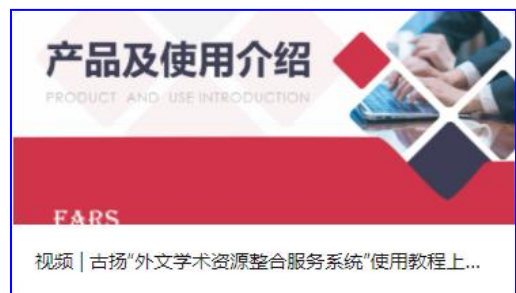 产品及使用介绍
PRODUCT AND USE INTRODUCTION
EARS
视频 | 古扬“外文学术资源整合服务系统”使用教程上...